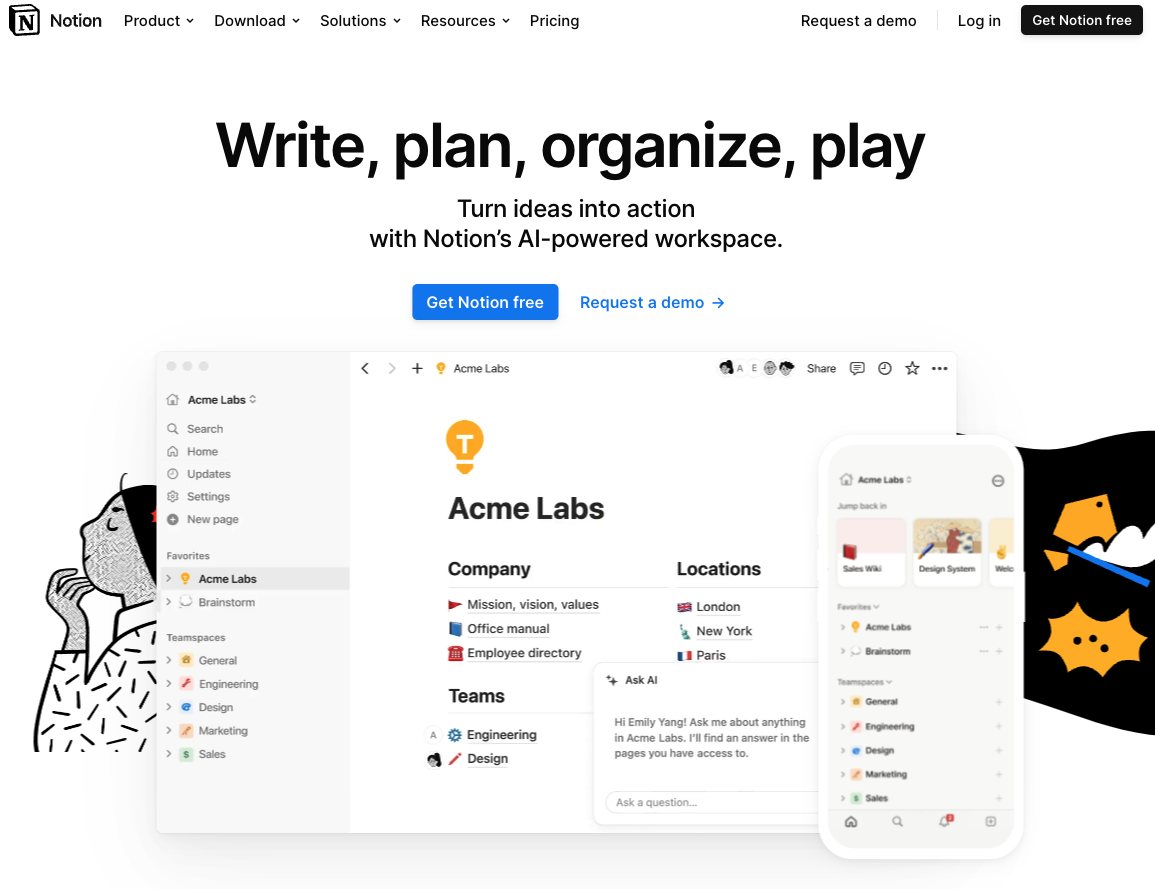 Notion
Product
Download
Solutions
Resources
Pricing
Request a demo
Log in
Get Notion free
Write, plan, organize, play
Turn ideas into action
with Notion’s AI-powered workspace.
Get Notion free
Request a demo →
Acme Labs
Search
Home
Updates
Settings
New page
Favorites
Acme Labs
Brainstorm
Teamspaces
General
Engineering
Design
Marketing
Sales
Acme Labs
A
E
Share
T
Acme Labs
Company
Mission, vision, values
Office manual
Employee directory
Locations
London
New York
Paris
Teams
A
Engineering
Design
Ask AI
Hi Emily Yang! Ask me about anything
in Acme Labs. I’ll find an answer in the
pages you have access to.
Ask a question...
Acme Labs
Jump back in
Sales Wiki
Design System
Welc
Favorites
Acme Labs
Brainstorm
Teamspaces
General
Engineering
Design
Marketing
Sales